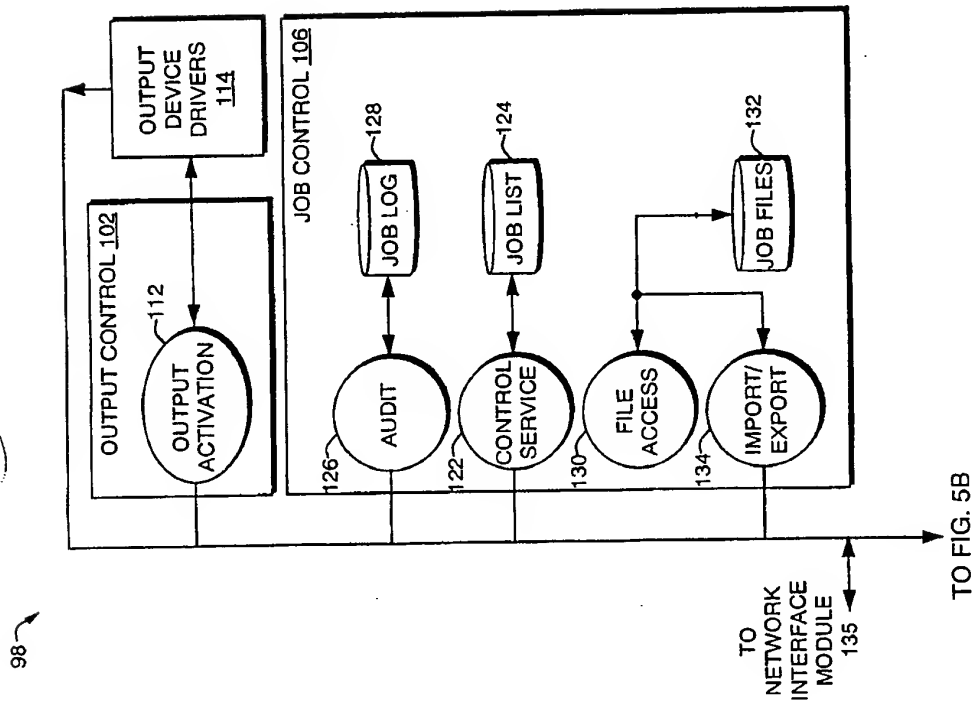 98
OUTPUT CONTROL 102
112
OUTPUT
ACTIVATION
OUTPUT
DEVICE
DRIVERS
114
JOB CONTROL 106
126
AUDIT
JOB LOG
128
122
CONTROL
SERVICE
JOB LIST
124
130
FILE
ACCESS
JOB FILES
132
134
IMPORT/
EXPORT
TO
NETWORK
INTERFACE
MODULE
135
TO FIG. 5B